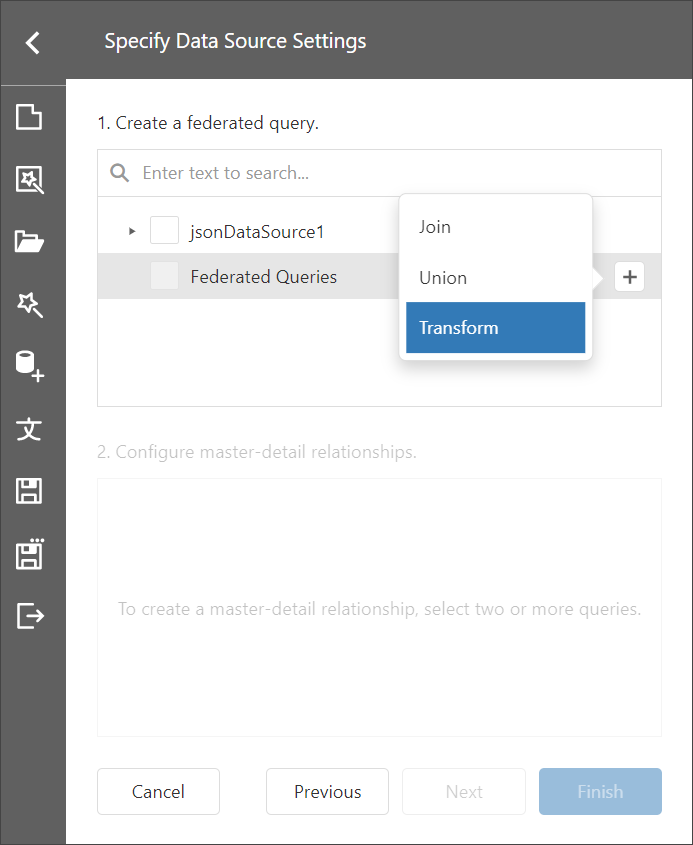 Specify Data Source Settings
1. Create a federated query.
Enter text to search...
jsonDataSource1
Federated Queries
Join
Union
Transform
2. Configure master-detail relationships.
To create a master-detail relationship, select two or more queries.
Cancel
Previous
Next
Finish